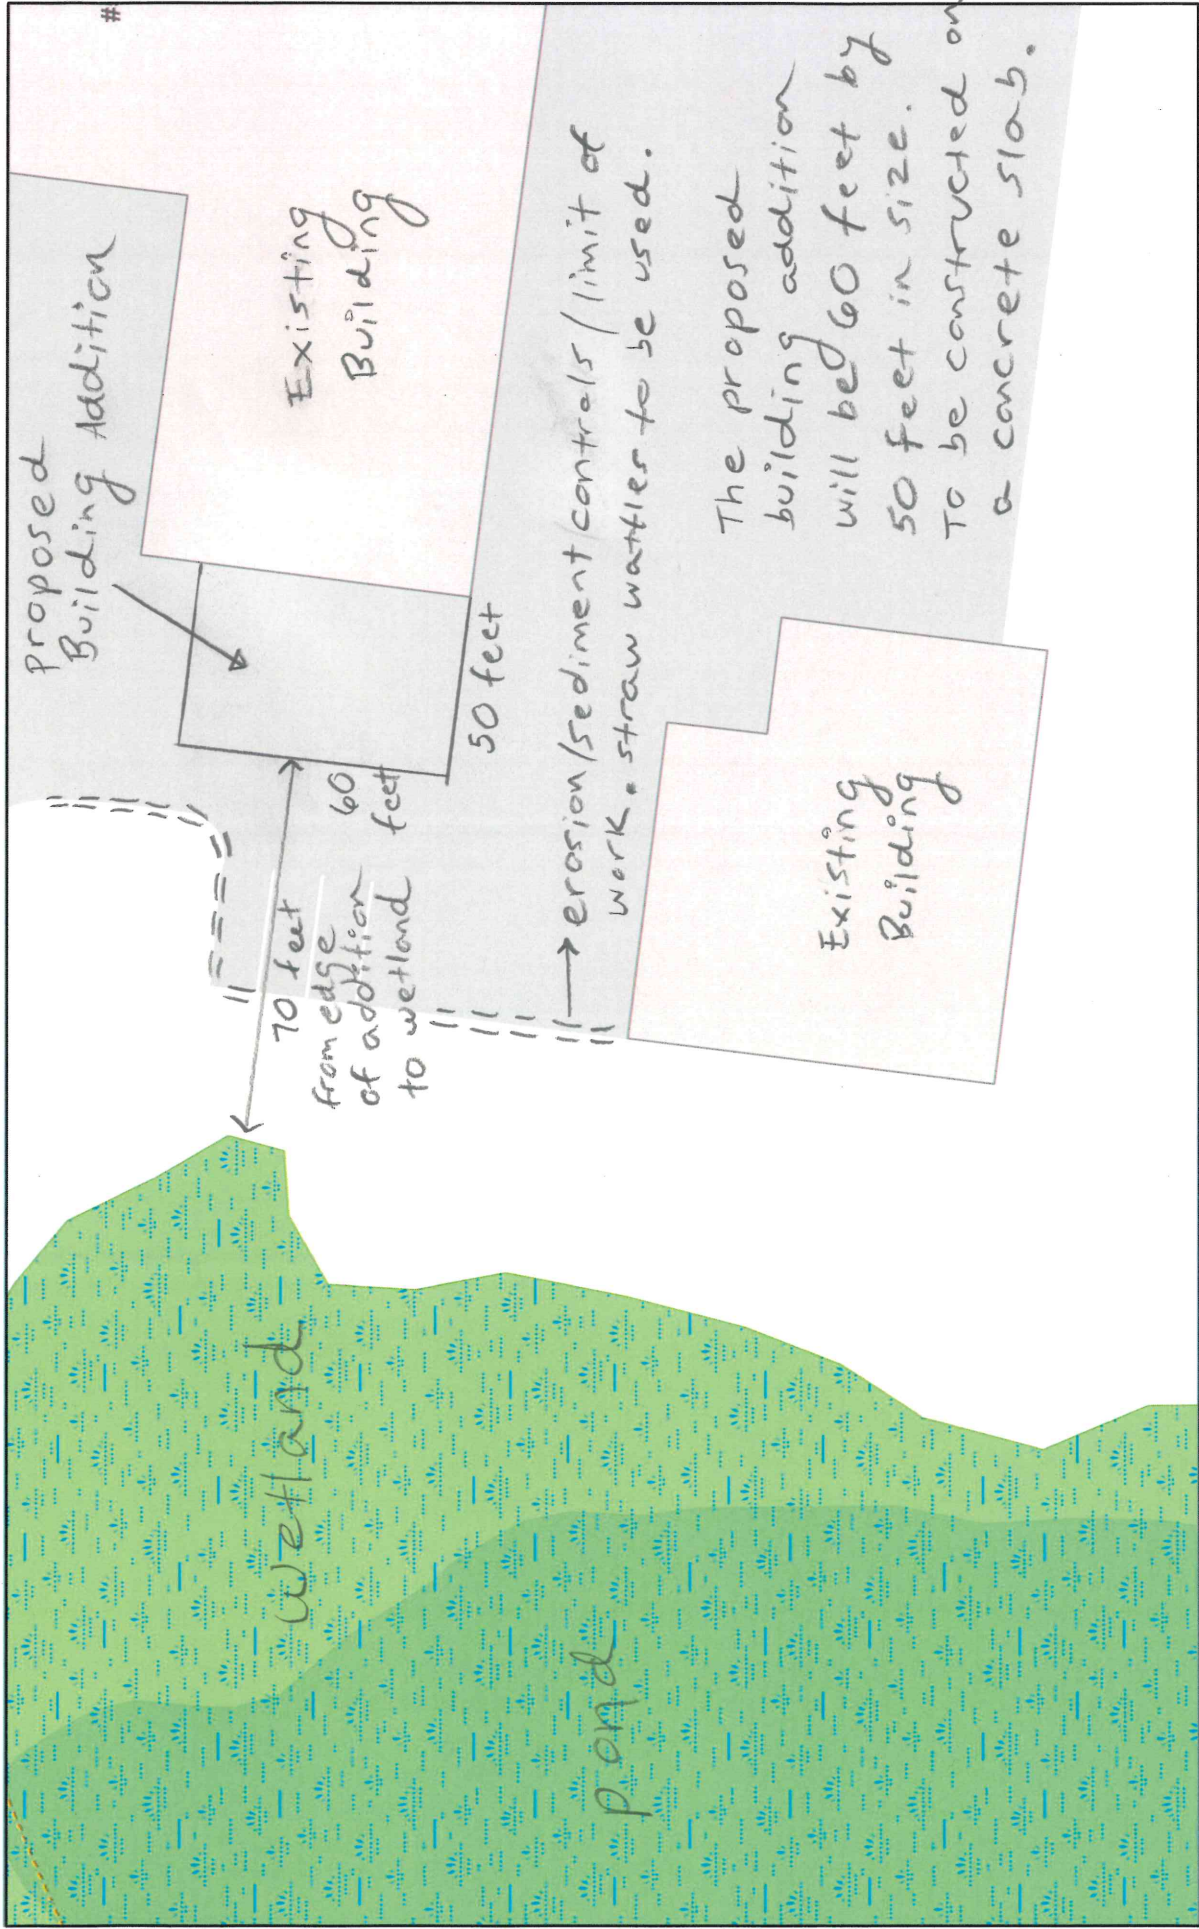 #
proposed
Building Addition
Existing
Building
50 feet
60
feet
70 feet
from edge
of addition
to wetland
erosion/sediment controls/limit of
work. straw wattles to be used.
The proposed
building addition
will be 60 feet by
50 feet in size.
To be constructed on
a concrete slab.
Existing
Building
wetland
pond